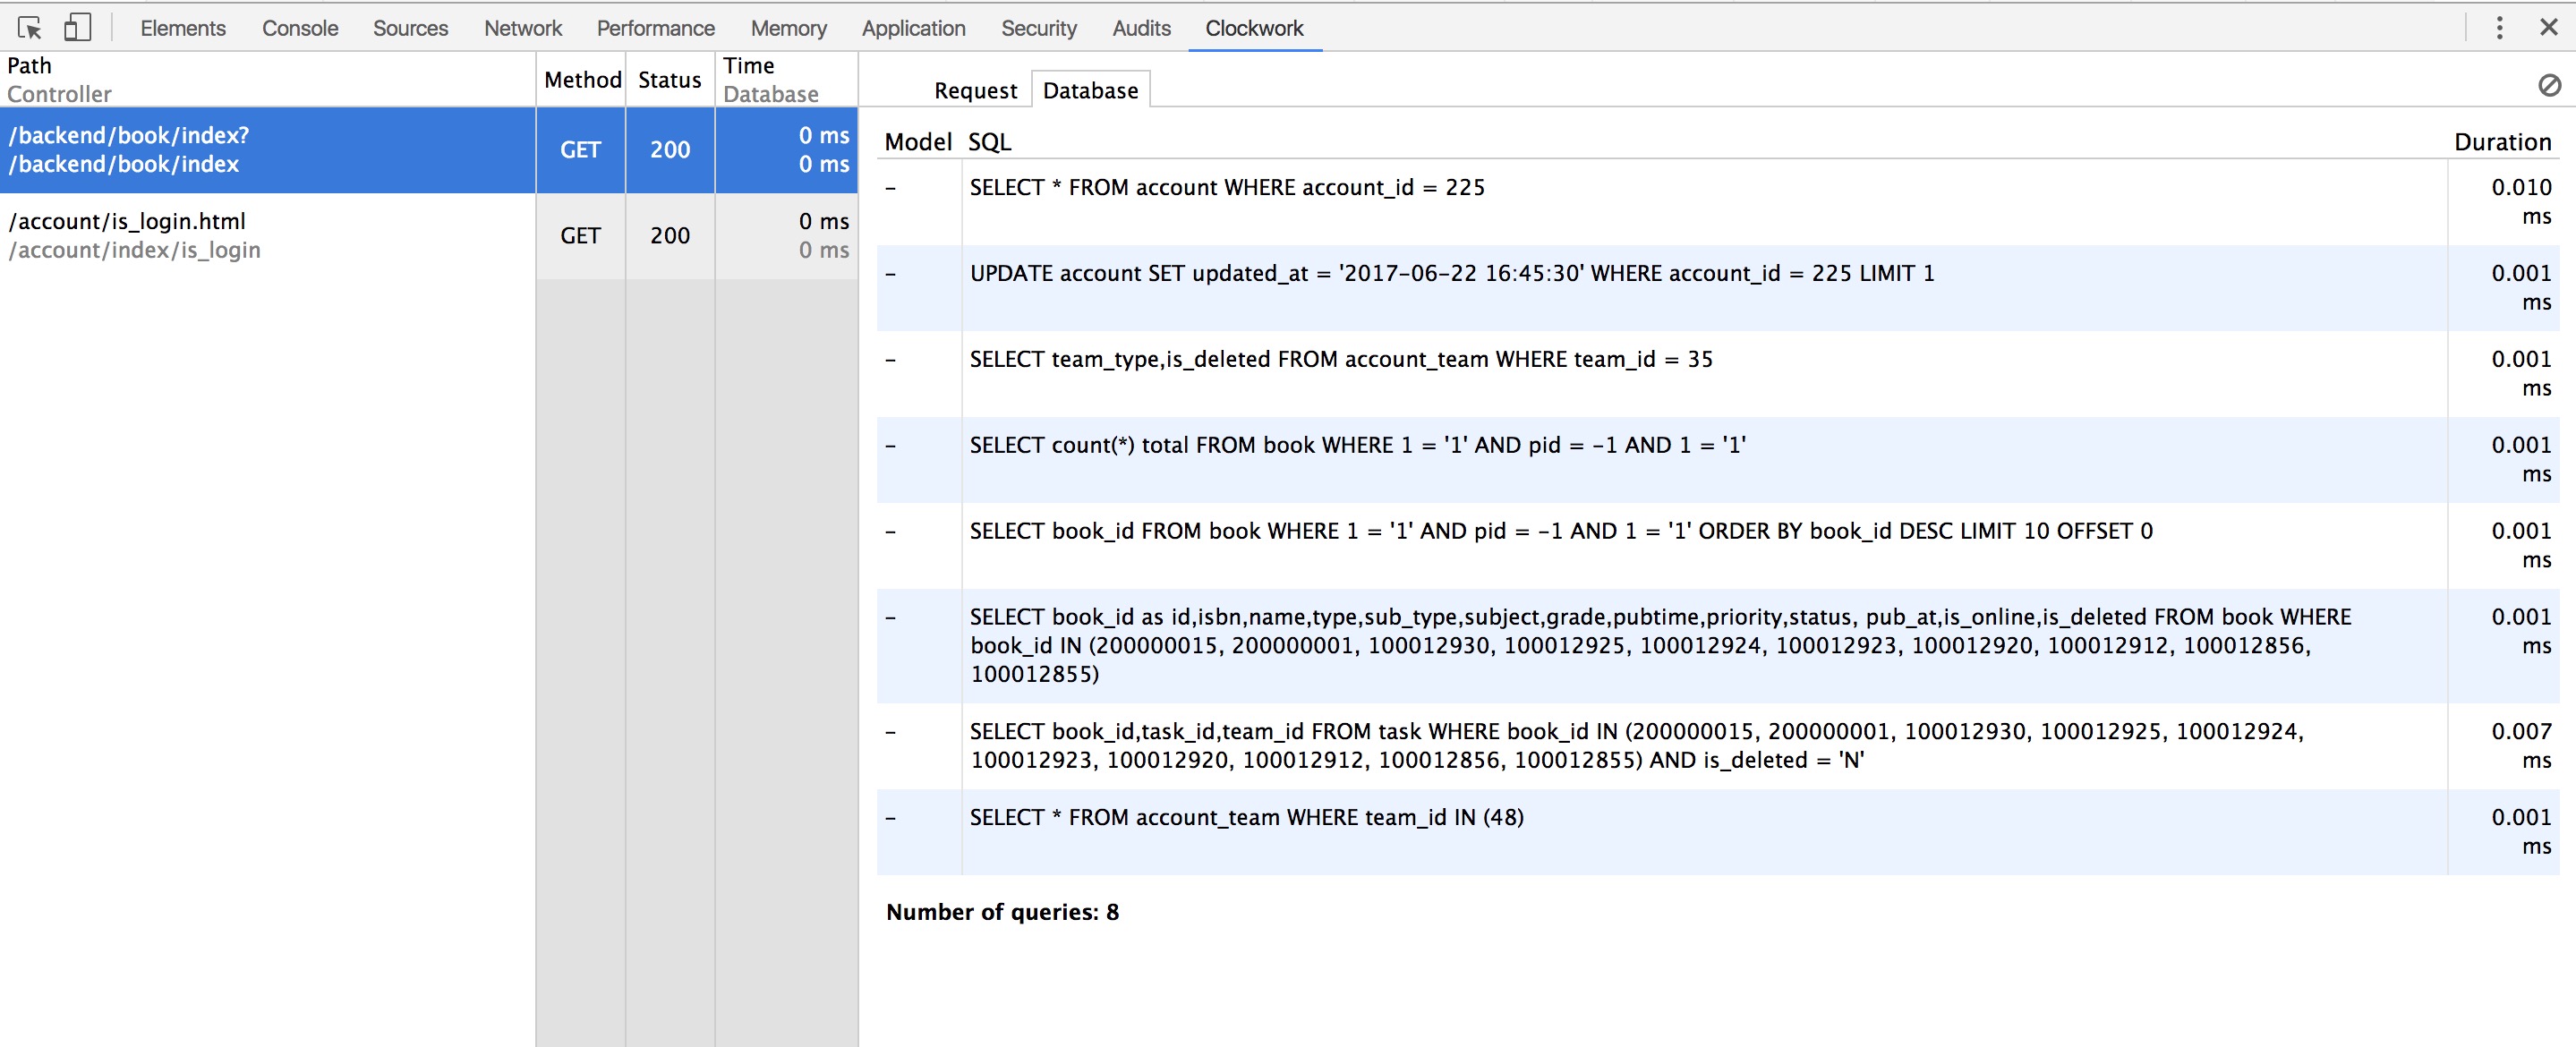 Elements Console Sources Network Performance Memory Application Security Audits Clockwork
Path
Controller
Method Status
Time
Database
/backend/book/index?
/backend/book/index
GET 200
0 ms
0 ms
/account/is_login.html
/account/index/is_login
GET 200
0 ms
0 ms
Request Database
Model SQL Duration
– SELECT * FROM account WHERE account_id = 225 0.010
ms
– UPDATE account SET updated_at = '2017-06-22 16:45:30' WHERE account_id = 225 LIMIT 1 0.001
ms
– SELECT team_type,is_deleted FROM account_team WHERE team_id = 35 0.001
ms
– SELECT count(*) total FROM book WHERE 1 = '1' AND pid = -1 AND 1 = '1' 0.001
ms
– SELECT book_id FROM book WHERE 1 = '1' AND pid = -1 AND 1 = '1' ORDER BY book_id DESC LIMIT 10 OFFSET 0 0.001
ms
– SELECT book_id as id,isbn,name,type,sub_type,subject,grade,pubtime,priority,status, pub_at,is_online,is_deleted FROM book WHERE 0.001
book_id IN (200000015, 200000001, 100012930, 100012925, 100012924, 100012923, 100012920, 100012912, 100012856, ms
100012855)
– SELECT book_id,task_id,team_id FROM task WHERE book_id IN (200000015, 200000001, 100012930, 100012925, 100012924, 0.007
100012923, 100012920, 100012912, 100012856, 100012855) AND is_deleted = 'N' ms
– SELECT * FROM account_team WHERE team_id IN (48) 0.001
ms
Number of queries: 8